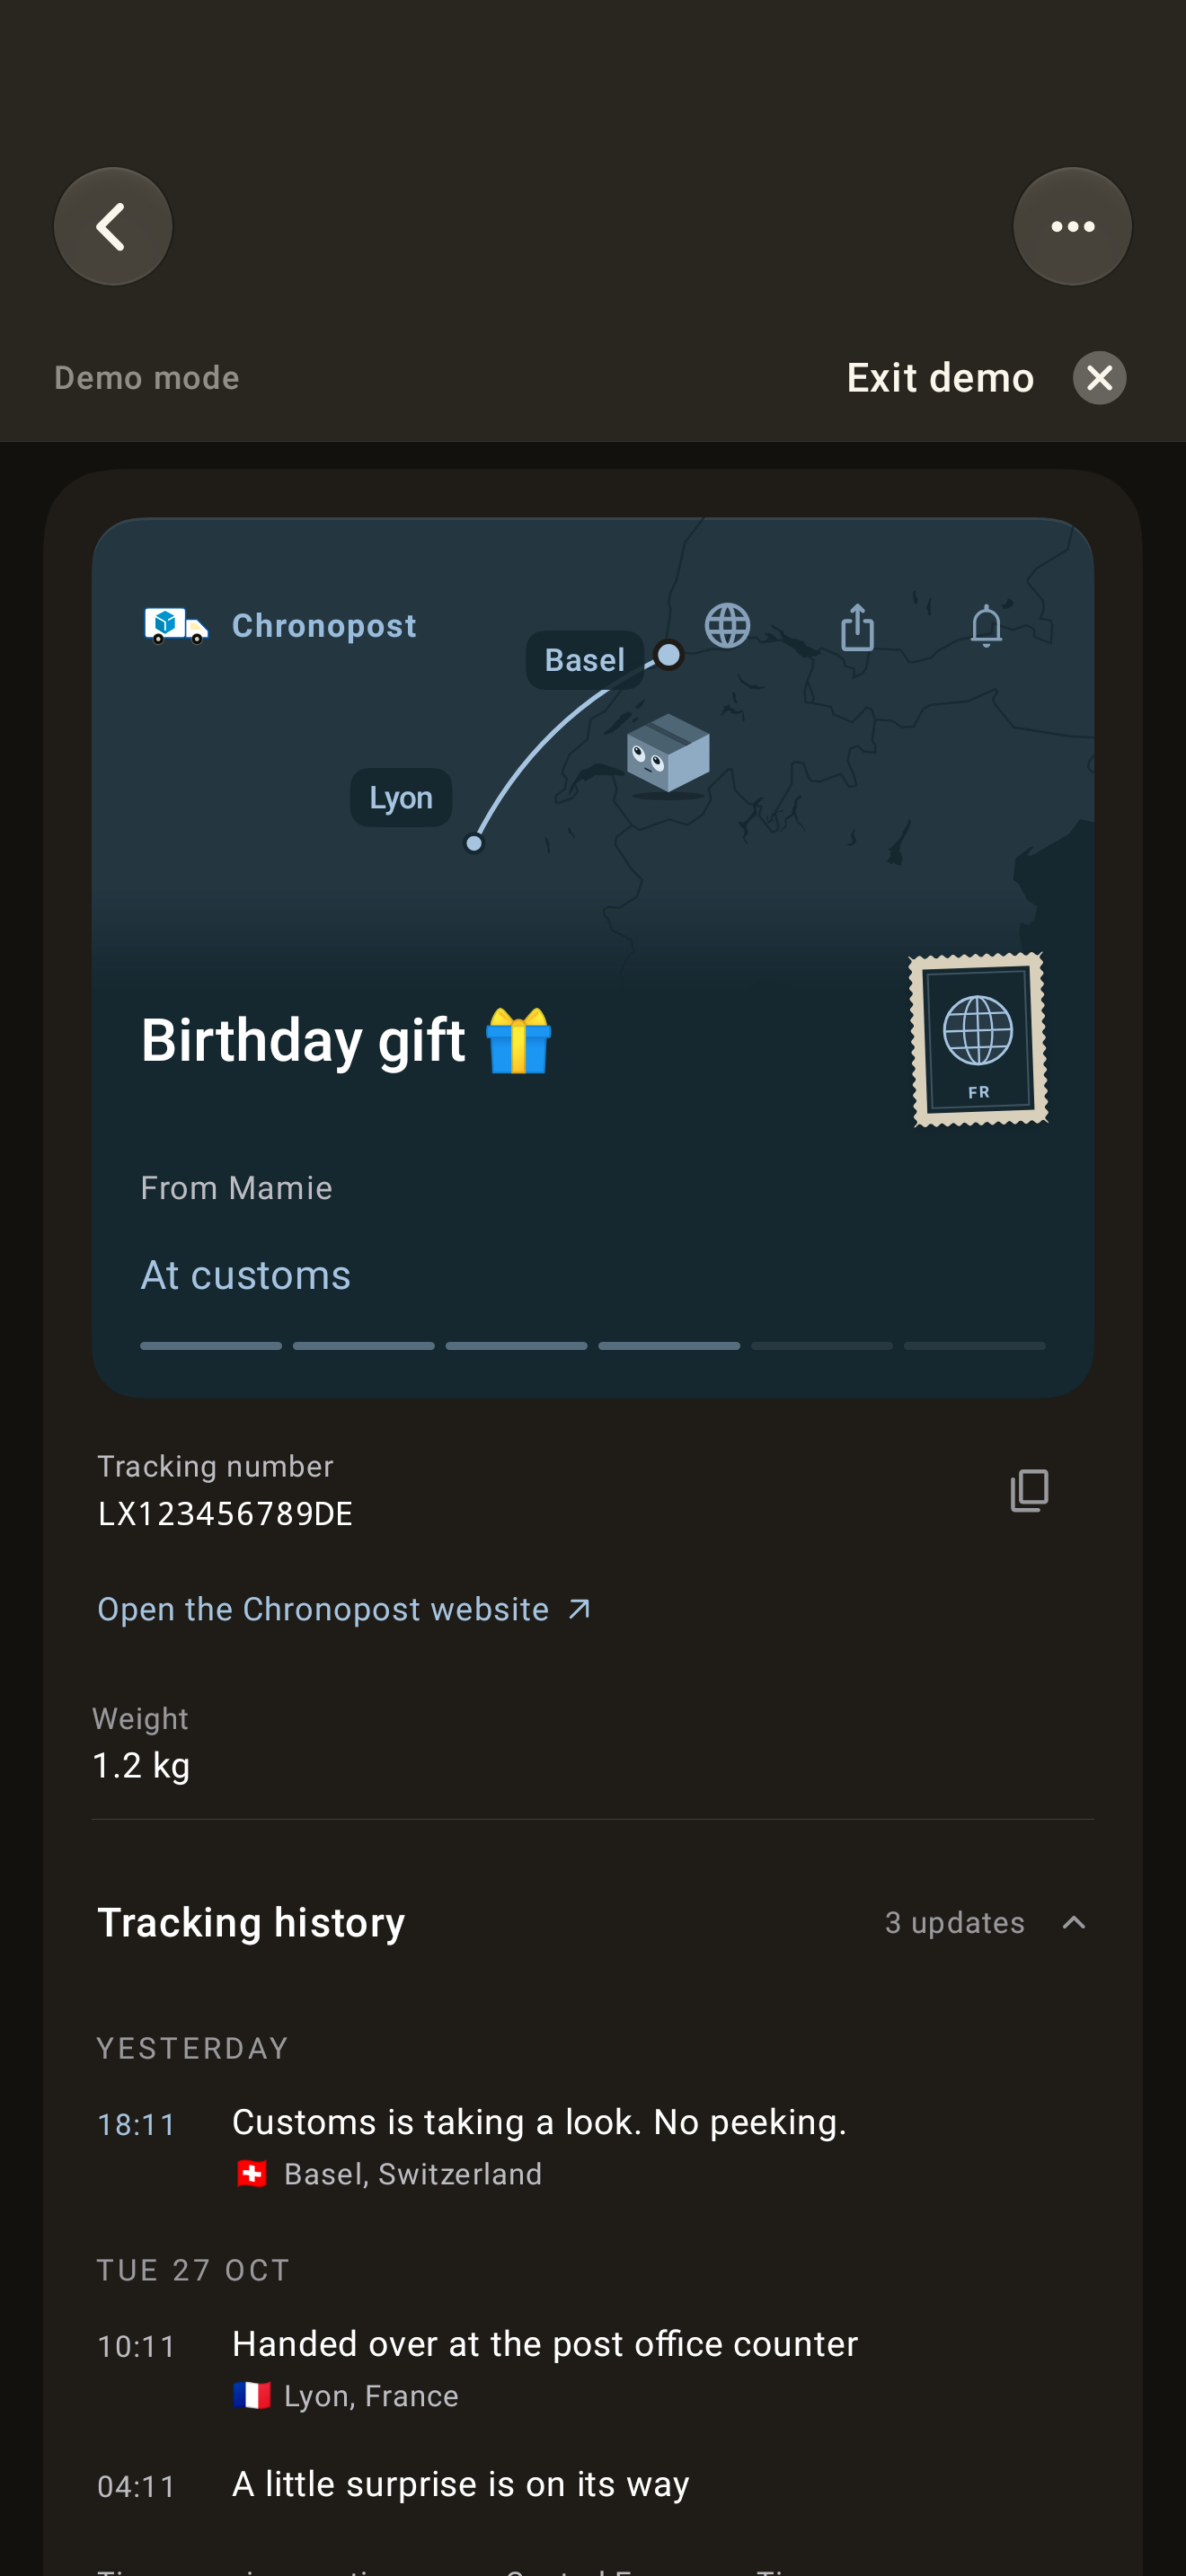 Demo mode
Exit demo
Chronopost
Basel
Lyon
Birthday gift 🎁
FR
From Mamie
At customs
Tracking number
LX123456789DE
Open the Chronopost website
Weight
1.2 kg
Tracking history
3 updates
YESTERDAY
18:11 Customs is taking a look. No peeking.
🇨🇭 Basel, Switzerland
TUE 27 OCT
10:11 Handed over at the post office counter
🇫🇷 Lyon, France
04:11 A little surprise is on its way